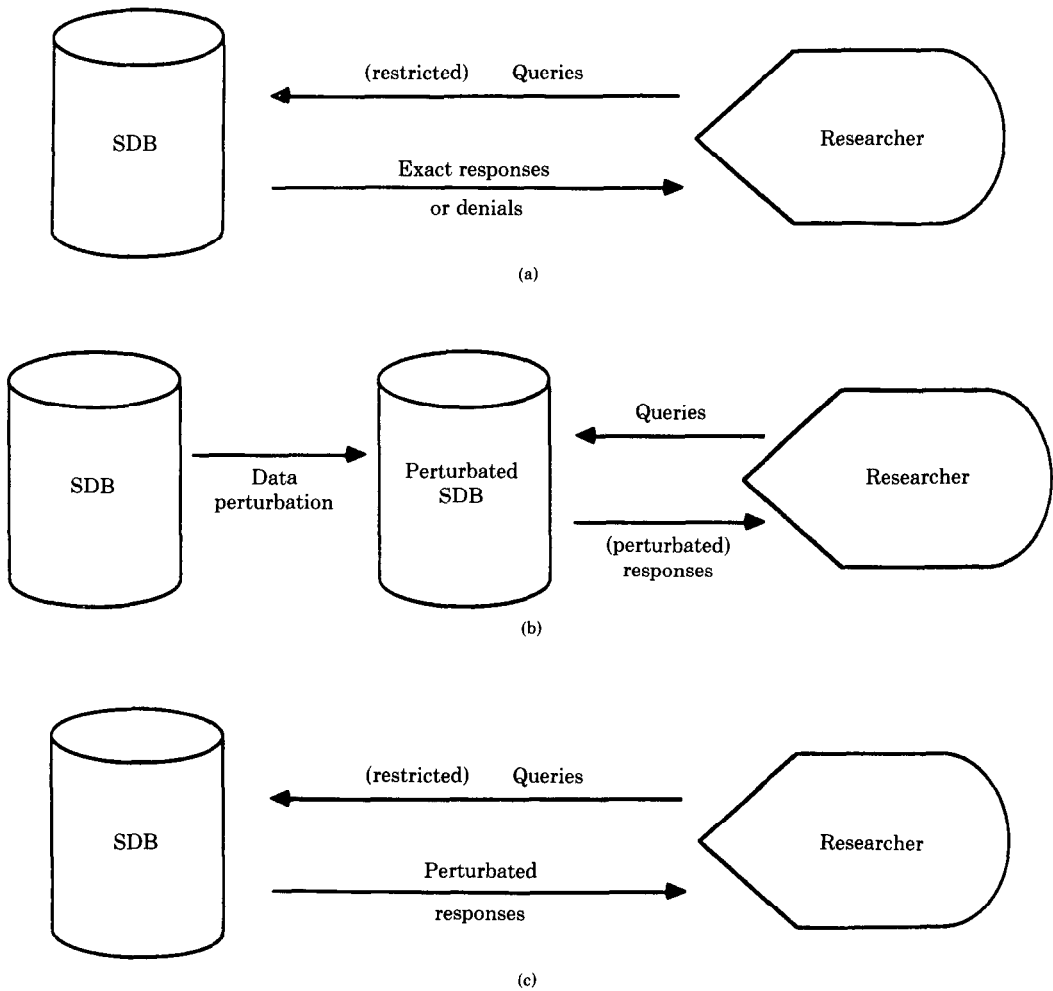 (restricted) Queries
SDB
Researcher
Exact responses
or denials
(a)
Queries
SDB
Data
perturbation
Perturbated
SDB
Researcher
(perturbated)
responses
(b)
(restricted) Queries
SDB
Researcher
Perturbated
responses
(c)